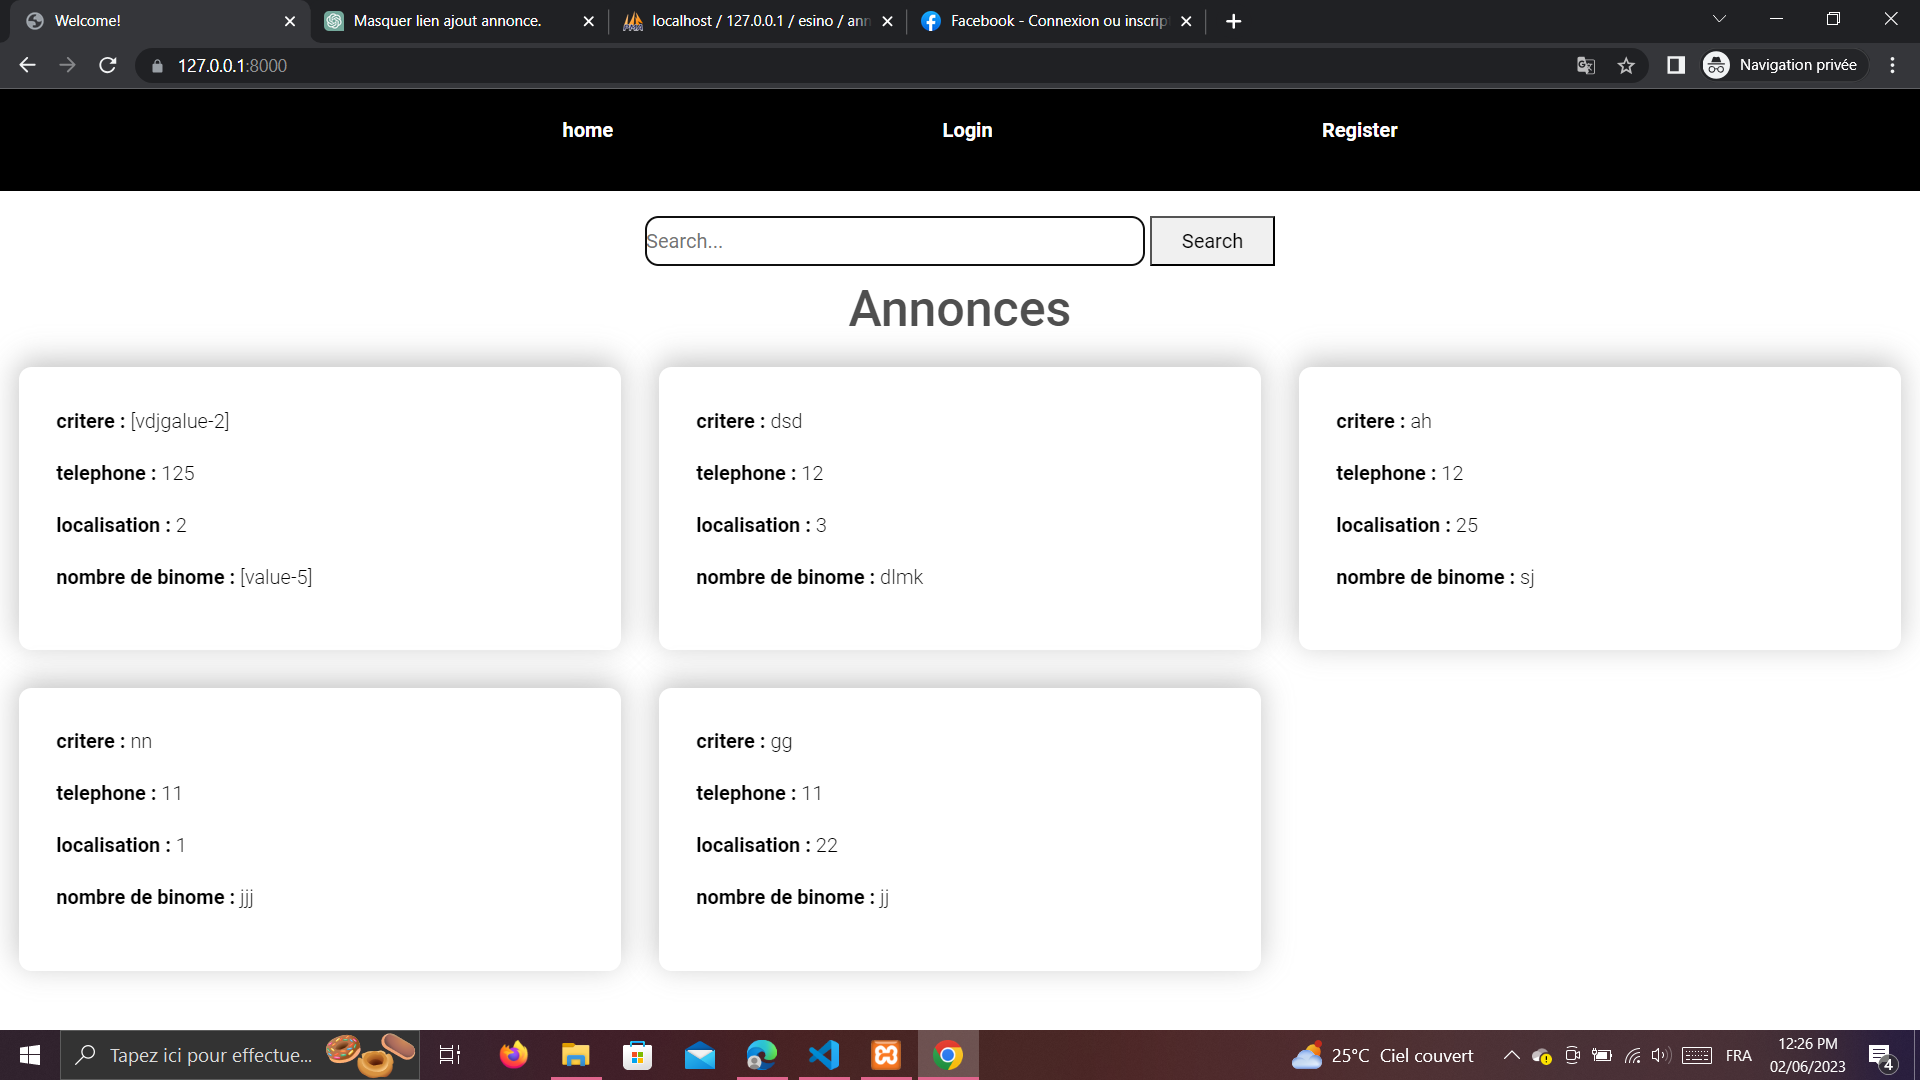 Welcome!
Masquer lien ajout annonce.
localhost / 127.0.0.1 / esino / ann
Facebook - Connexion ou inscrip
127.0.0.1:8000
Navigation privée
home Login Register
Search... Search
Annonces
critere : [vdjgalue-2]
telephone : 125
localisation : 2
nombre de binome : [value-5]
critere : dsd
telephone : 12
localisation : 3
nombre de binome : dlmk
critere : ah
telephone : 12
localisation : 25
nombre de binome : sj
critere : nn
telephone : 11
localisation : 1
nombre de binome : jjj
critere : gg
telephone : 11
localisation : 22
nombre de binome : jj
Tapez ici pour effectue...
25°C Ciel couvert
FRA
12:26 PM
02/06/2023
4